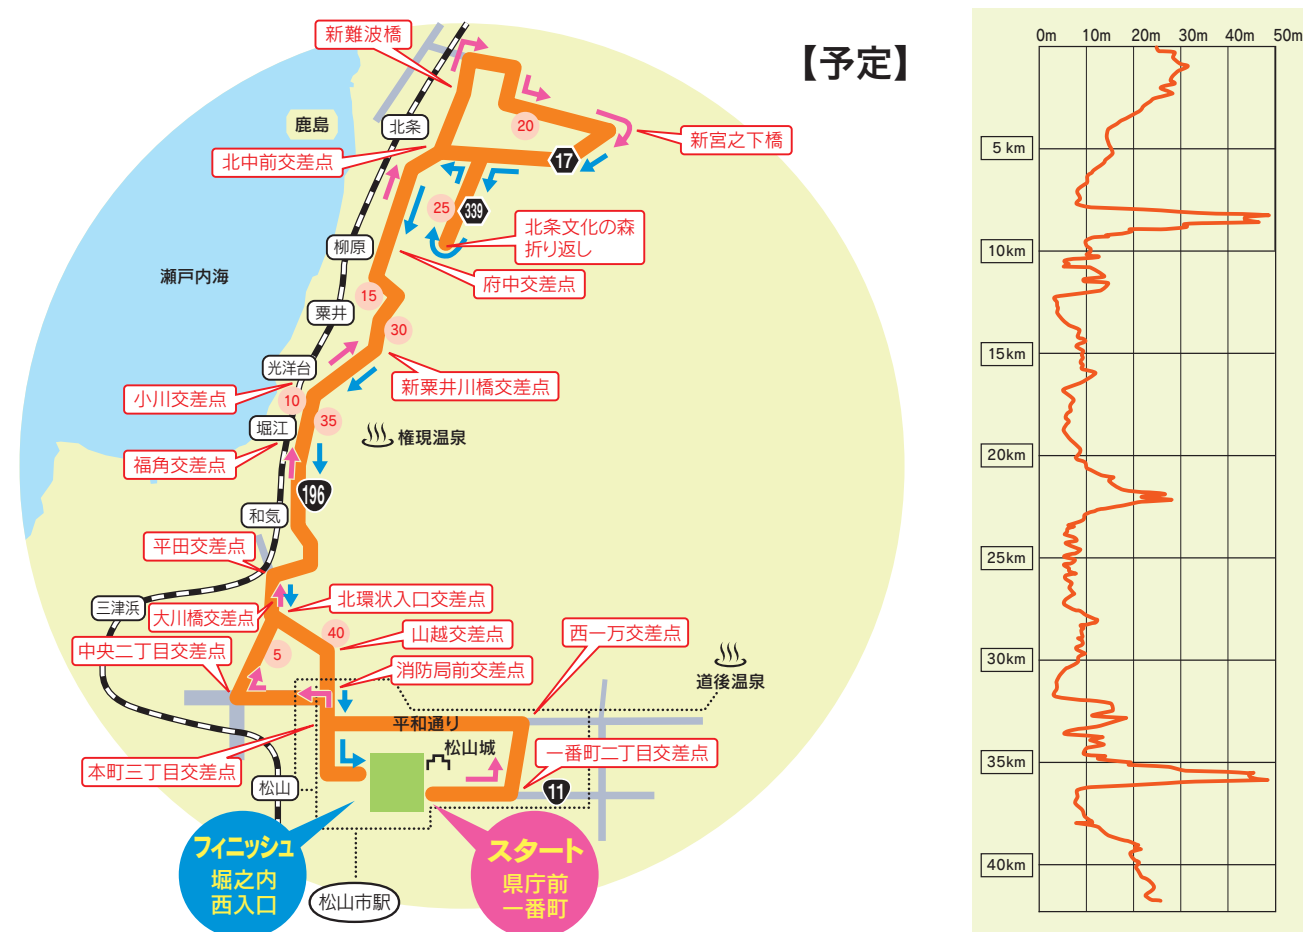 【予定】
新難波橋
鹿島
北条
20
新宮之下橋
北中前交差点
17
25
339
北条文化の森
折り返し
柳原
府中交差点
瀬戸内海
15
粟井
30
光洋台
新粟井川橋交差点
小川交差点
10
35
堀江
権現温泉
福角交差点
196
和気
平田交差点
三津浜
大川橋交差点
北環状入口交差点
40
山越交差点
西一万交差点
中央二丁目交差点
5
消防局前交差点
道後温泉
平和通り
松山城
一番町二丁目交差点
本町三丁目交差点
松山
11
フィニッシュ
堀之内
西入口
スタート
県庁前
一番町
松山市駅
0m 10m 20m 30m 40m 50m
5 km
10km
15km
20km
25km
30km
35km
40km